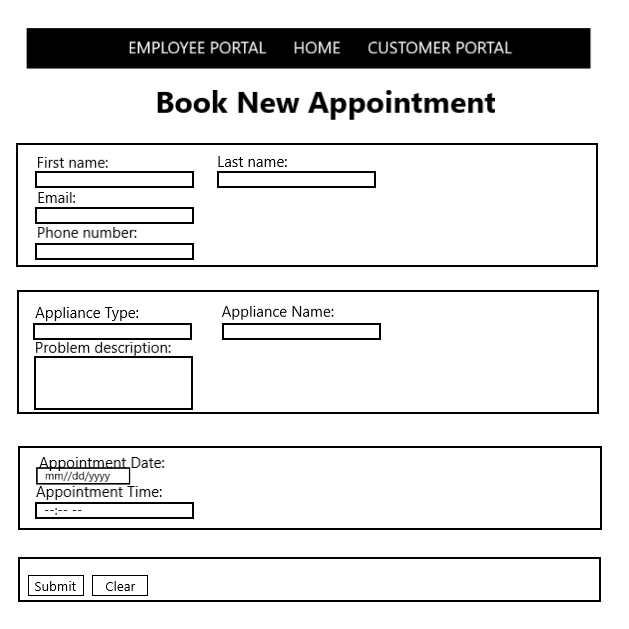 EMPLOYEE PORTAL HOME CUSTOMER PORTAL
Book New Appointment
First name: Last name:
Email:
Phone number:
Appliance Type: Appliance Name:
Problem description:
Appointment Date:
mm//dd/yyyy
Appointment Time:
--:-- --
Submit Clear